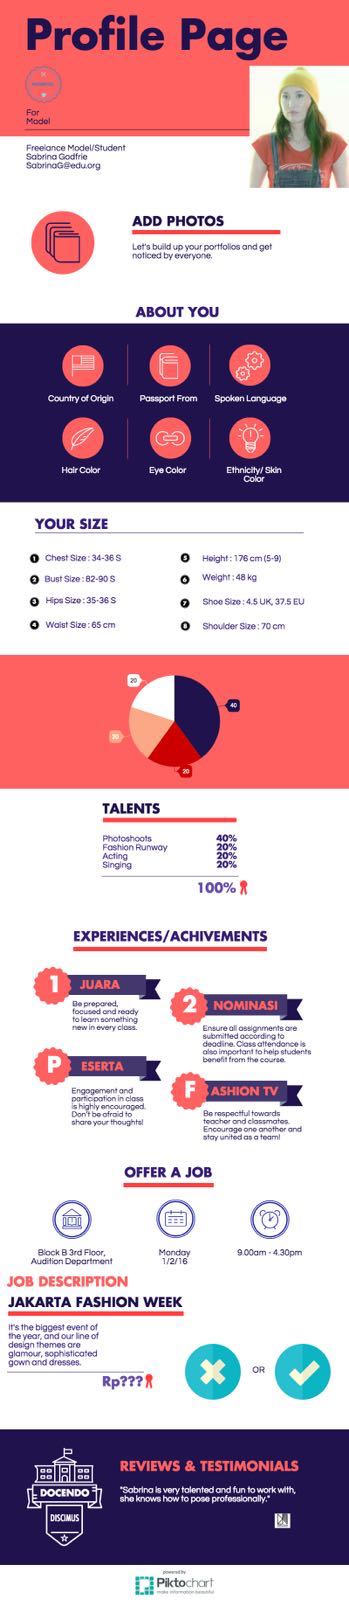 Profile Page
For
Model
Freelance Model/Student
Sabrina Godfrie
SabrinaG@edu.org
ADD PHOTOS
Let's build up your portfolios and get
noticed by everyone.
ABOUT YOU
Country of Origin
Passport From
Spoken Language
Hair Color
Eye Color
Ethnicity/ Skin
Color
YOUR SIZE
1 Chest Size : 34-36 S
2 Bust Size : 82-90 S
3 Hips Size : 35-36 S
4 Waist Size : 65 cm
5 Height : 176 cm (5-9)
6 Weight : 48 kg
7 Shoe Size : 4.5 UK, 37.5 EU
8 Shoulder Size : 70 cm
20
40
20
20
TALENTS
Photoshoots 40%
Fashion Runway 20%
Acting 20%
Singing 20%
100%
EXPERIENCES/ACHIVEMENTS
1 JUARA
Be prepared,
focused and ready
to learn something
new in every class.
2 NOMINASI
Ensure all assignments are
submitted according to
deadline. Class attendance is
also important to help students
benefit from the course.
P ESERTA
Engagement and
participation in class
is highly encouraged.
Don't be afraid to
share your thoughts!
F ASHION TV
Be respectful towards
teacher and classmates.
Encourage one another and
stay united as a team!
OFFER A JOB
Block B 3rd Floor,
Audition Department
Monday
1/2/16
9.00am - 4.30pm
JOB DESCRIPTION
JAKARTA FASHION WEEK
It's the biggest event of
the year, and our line of
design themes are
glamour, sophisticated
gown and dresses.
Rp???
OR
DOCENDO
DISCIMUS
REVIEWS & TESTIMONIALS
"Sabrina is very talented and fun to work with,
she knows how to pose professionally."
powered by
Piktochart
make information beautiful